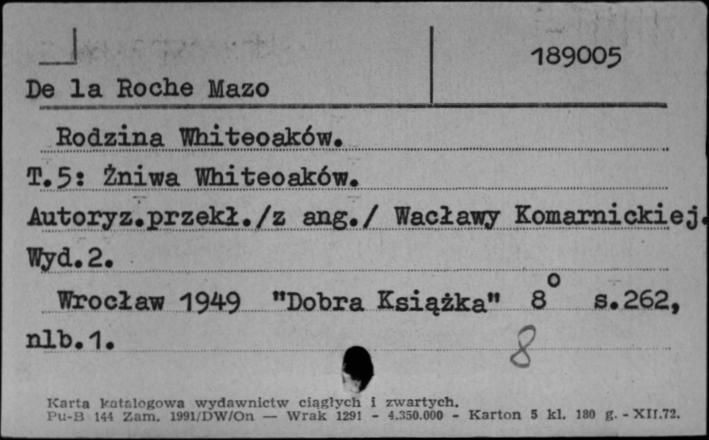 189005
De la Roche Mazo
Rodzina Whiteoaków.
T.5: Żniwa Whiteoaków.
Autoryz.przekł./z ang./ Wacławy Komarnickiej.
Wyd.2.
Wrocław 1949 "Dobra Książka" 8° s.262,
nlb.1.
8
Karta katalogowa wydawnictw ciągłych i zwartych.
Pu-B 144 Zam. 1991/DW/On — Wrak 1291 - 4.350.000 - Karton 5 kl. 180 g. - XII.72.